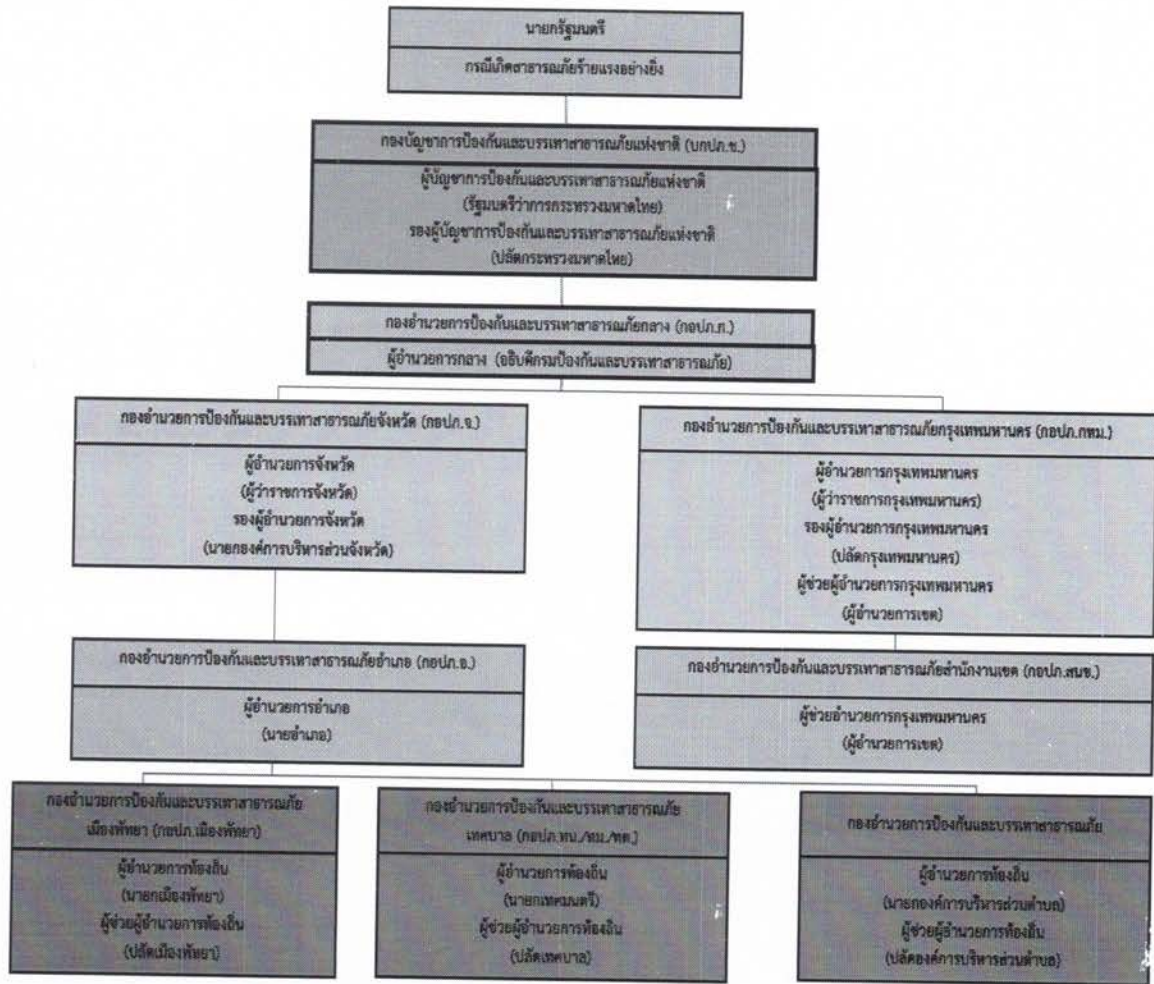 นายกรัฐมนตรี
กรณีเกิดสาธารณภัยร้ายแรงอย่างยิ่ง
กองบัญชาการป้องกันและบรรเทาสาธารณภัยแห่งชาติ (บกปภ.ช.)
ผู้บัญชาการป้องกันและบรรเทาสาธารณภัยแห่งชาติ
(รัฐมนตรีว่าการกระทรวงมหาดไทย)
รองผู้บัญชาการป้องกันและบรรเทาสาธารณภัยแห่งชาติ
(ปลัดกระทรวงมหาดไทย)
กองอำนวยการป้องกันและบรรเทาสาธารณภัยกลาง (กอปภ.ก.)
ผู้อำนวยการกลาง (อธิบดีกรมป้องกันและบรรเทาสาธารณภัย)
กองอำนวยการป้องกันและบรรเทาสาธารณภัยจังหวัด (กอปภ.จ.)
ผู้อำนวยการจังหวัด
(ผู้ว่าราชการจังหวัด)
รองผู้อำนวยการจังหวัด
(นายกองค์การบริหารส่วนจังหวัด)
กองอำนวยการป้องกันและบรรเทาสาธารณภัยกรุงเทพมหานคร (กอปภ.กทม.)
ผู้อำนวยการกรุงเทพมหานคร
(ผู้ว่าราชการกรุงเทพมหานคร)
รองผู้อำนวยการกรุงเทพมหานคร
(ปลัดกรุงเทพมหานคร)
ผู้ช่วยผู้อำนวยการกรุงเทพมหานคร
(ผู้อำนวยการเขต)
กองอำนวยการป้องกันและบรรเทาสาธารณภัยอำเภอ (กอปภ.อ.)
ผู้อำนวยการอำเภอ
(นายอำเภอ)
กองอำนวยการป้องกันและบรรเทาสาธารณภัยสำนักงานเขต (กอปภ.สนข.)
ผู้ช่วยอำนวยการกรุงเทพมหานคร
(ผู้อำนวยการเขต)
กองอำนวยการป้องกันและบรรเทาสาธารณภัย
เมืองพัทยา (กอปภ.เมืองพัทยา)
ผู้อำนวยการท้องถิ่น
(นายกเมืองพัทยา)
ผู้ช่วยผู้อำนวยการท้องถิ่น
(ปลัดเมืองพัทยา)
กองอำนวยการป้องกันและบรรเทาสาธารณภัย
เทศบาล (กอปภ.ทน./ทม./ทต.)
ผู้อำนวยการท้องถิ่น
(นายกเทศมนตรี)
ผู้ช่วยผู้อำนวยการท้องถิ่น
(ปลัดเทศบาล)
กองอำนวยการป้องกันและบรรเทาสาธารณภัย
ผู้อำนวยการท้องถิ่น
(นายกองค์การบริหารส่วนตำบล)
ผู้ช่วยผู้อำนวยการท้องถิ่น
(ปลัดองค์การบริหารส่วนตำบล)